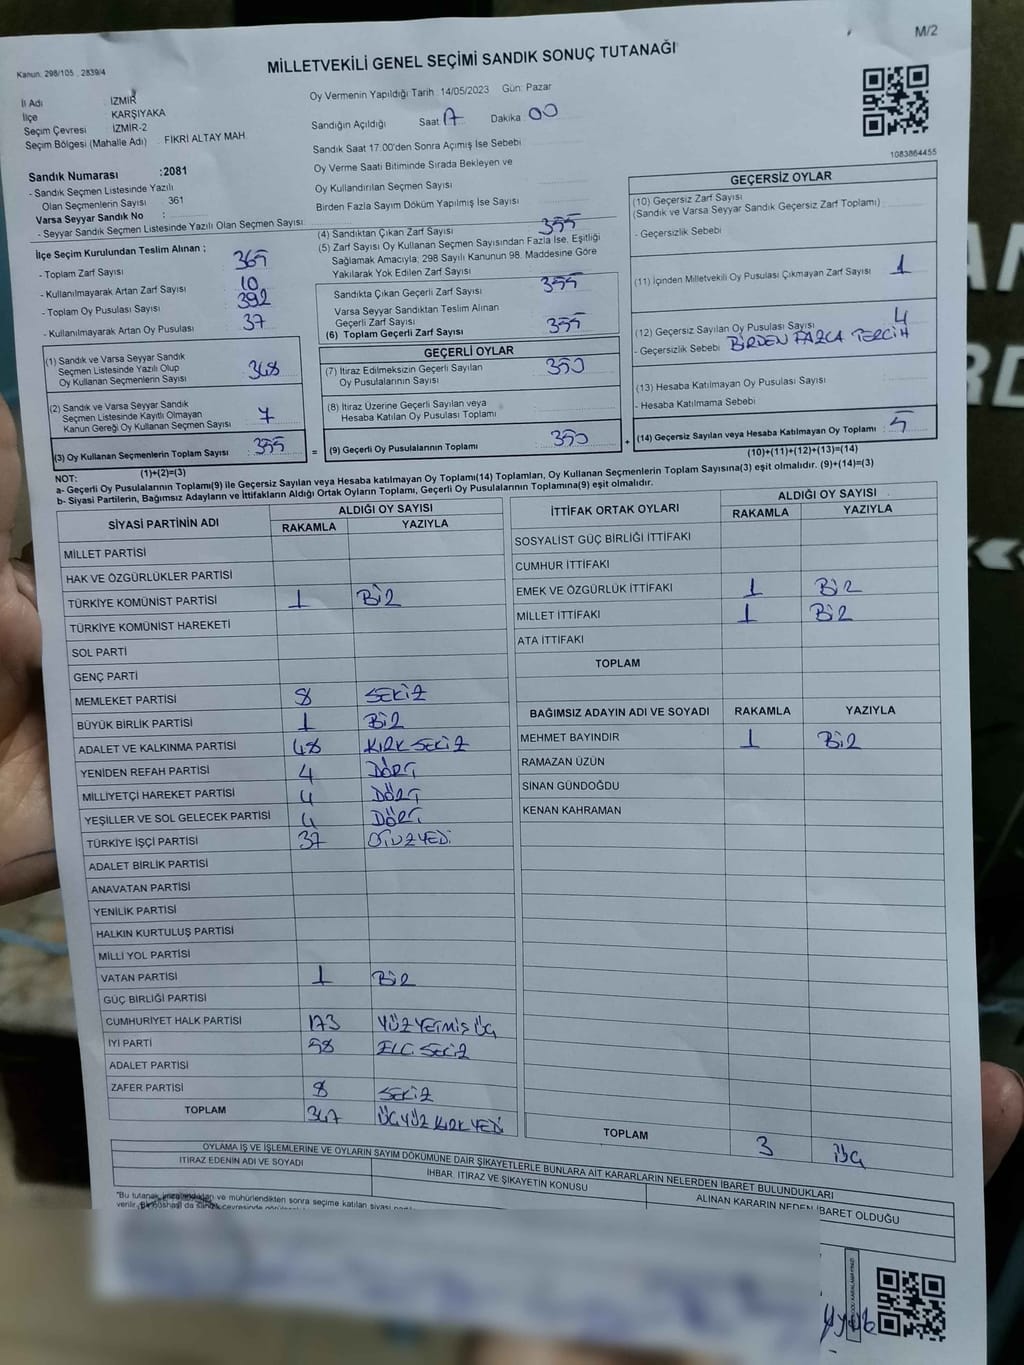 M/2
Kanun: 298/105 , 2839/4
MİLLETVEKİLİ GENEL SEÇİMİ SANDIK SONUÇ TUTANAĞI
İl Adı : İZMİR
İlçe KARŞIYAKA
Seçim Çevresi : İZMİR-2
Seçim Bölgesi (Mahalle Adı) : FİKRİ ALTAY MAH.
Sandık Numarası :2081
- Sandık Seçmen Listesinde Yazılı
Olan Seçmenlerin Sayısı : 361
Varsa Seyyar Sandık No :
- Seyyar Sandık Seçmen Listesinde Yazılı Olan Seçmen Sayısı:
Oy Vermenin Yapıldığı Tarih :14/05/2023 Gün: Pazar
Sandığın Açıldığı Saat 17 Dakika 00
Sandık Saat 17.00'den Sonra Açımış İse Sebebi
Oy Verme Saati Bitiminde Sırada Bekleyen ve
Oy Kullandırılan Seçmen Sayısı
Birden Fazla Sayım Döküm Yapılmış İse Sayısı
1083864455
İlçe Seçim Kurulundan Teslim Alınan ;
- Toplam Zarf Sayısı 365
- Kullanılmayarak Artan Zarf Sayısı 10
- Toplam Oy Pusulası Sayısı 392
- Kullanılmayarak Artan Oy Pusulası 37
(1) Sandık ve Varsa Seyyar Sandık
Seçmen Listesinde Yazılı Olup
Oy Kullanan Seçmenlerin Sayısı 348
(2) Sandık ve Varsa Seyyar Sandık
Seçmen Listesinde Kayıtlı Olmayan
Kanun Gereği Oy Kullanan Seçmen Sayısı 7
(3) Oy Kullanan Seçmenlerin Toplam Sayısı : 355
(1)+(2)=(3)
(4) Sandıktan Çıkan Zarf Sayısı 355
(5) Zarf Sayısı Oy Kullanan Seçmen Sayısından Fazla İse, Eşitliği
Sağlamak Amacıyla, 298 Sayılı Kanunun 98. Maddesine Göre
Yakılarak Yok Edilen Zarf Sayısı
Sandıkta Çıkan Geçerli Zarf Sayısı 355
Varsa Seyyar Sandıktan Teslim Alınan
Geçerli Zarf Sayısı
(6) Toplam Geçerli Zarf Sayısı 355
GEÇERLİ OYLAR
(7) İtiraz Edilmeksizin Geçerli Sayılan
Oy Pusulalarının Sayısı 350
(8) İtiraz Üzerine Geçerli Sayılan veya
Hesaba Katılan Oy Pusulası Toplamı
= (9) Geçerli Oy Pusulalarının Toplamı 350 +
GEÇERSİZ OYLAR
(10) Geçersiz Zarf Sayısı
(Sandık ve Varsa Seyyar Sandık Geçersiz Zarf Toplamı)
- Geçersizlik Sebebi
(11) İçinden Milletvekili Oy Pusulası Çıkmayan Zarf Sayısı 1
(12) Geçersiz Sayılan Oy Pusulası Sayısı 4
- Geçersizlik Sebebi BİRDEN FAZLA TERCİH
(13) Hesaba Katılmayan Oy Pusulası Sayısı
- Hesaba Katılmama Sebebi
(14) Geçersiz Sayılan veya Hesaba Katılmayan Oy Toplamı : 5
(10)+(11)+(12)+(13)=(14)
NOT:
a- Geçerli Oy Pusulasının Toplamı(9) ile Geçersiz Sayılan veya Hesaba katılmayan Oy Toplamı(14) Toplamları, Oy Kullanan Seçmenlerin Toplam Sayısına(3) eşit olmalıdır. (9)+(14)=(3)
b- Siyasi Partilerin, Bağımsız Adayların ve İttifakların Aldığı Ortak Oyların Toplamı, Geçerli Oy Pusulalarının Toplamına(9) eşit olmalıdır.
SİYASİ PARTİNİN ADI ALDIĞI OY SAYISI
RAKAMLA YAZIYLA
MİLLET PARTİSİ
HAK VE ÖZGÜRLÜKLER PARTİSİ
TÜRKİYE KOMÜNİST PARTİSİ 1 BİR
TÜRKİYE KOMÜNİST HAREKETİ
SOL PARTİ
GENÇ PARTİ
MEMLEKET PARTİSİ 8 SEKİZ
BÜYÜK BİRLİK PARTİSİ 1 BİR
ADALET VE KALKINMA PARTİSİ 48 KIRK SEKİZ
YENİDEN REFAH PARTİSİ 4 DÖRT
MİLLİYETÇİ HAREKET PARTİSİ 4 DÖRT
YEŞİLLER VE SOL GELECEK PARTİSİ 4 DÖRT
TÜRKİYE İŞÇİ PARTİSİ 37 OTUZYEDİ
ADALET BİRLİK PARTİSİ
ANAVATAN PARTİSİ
YENİLİK PARTİSİ
HALKIN KURTULUŞ PARTİSİ
MİLLİ YOL PARTİSİ
VATAN PARTİSİ 1 BİR
GÜÇ BİRLİĞİ PARTİSİ
CUMHURİYET HALK PARTİSİ 173 YÜZYETMİŞ ÜÇ
İYİ PARTİ 58 ELLİ SEKİZ
ADALET PARTİSİ
ZAFER PARTİSİ 8 SEKİZ
TOPLAM 347 ÜÇYÜZ KIRK YEDİ
İTTİFAK ORTAK OYLARI ALDIĞI OY SAYISI
RAKAMLA YAZIYLA
SOSYALİST GÜÇ BİRLİĞİ İTTİFAKI
CUMHUR İTTİFAKI
EMEK VE ÖZGÜRLÜK İTTİFAKI 1 BİR
MİLLET İTTİFAKI 1 BİR
ATA İTTİFAKI
TOPLAM
BAĞIMSIZ ADAYIN ADI VE SOYADI RAKAMLA YAZIYLA
MEHMET BAYINDIR 1 BİR
RAMAZAN ÜZÜN
SİNAN GÜNDOĞDU
KENAN KAHRAMAN
TOPLAM 3 ÜÇ
OYLAMA İŞ VE İŞLEMLERİNE VE OYLARIN SAYIM DÖKÜMÜNE DAİR ŞİKAYETLERLE BUNLARA AİT KARARLARIN NELERDEN İBARET BULUNDUKLARI
İTİRAZ EDENİN ADI VE SOYADI İHBAR, İTİRAZ VE ŞİKAYETİN KONUSU ALINAN KARARIN NEDEN İBARET OLDUĞU
"Bu tutanak imzalandıktan ve mühürlendikten sonra seçime katılan siyasi